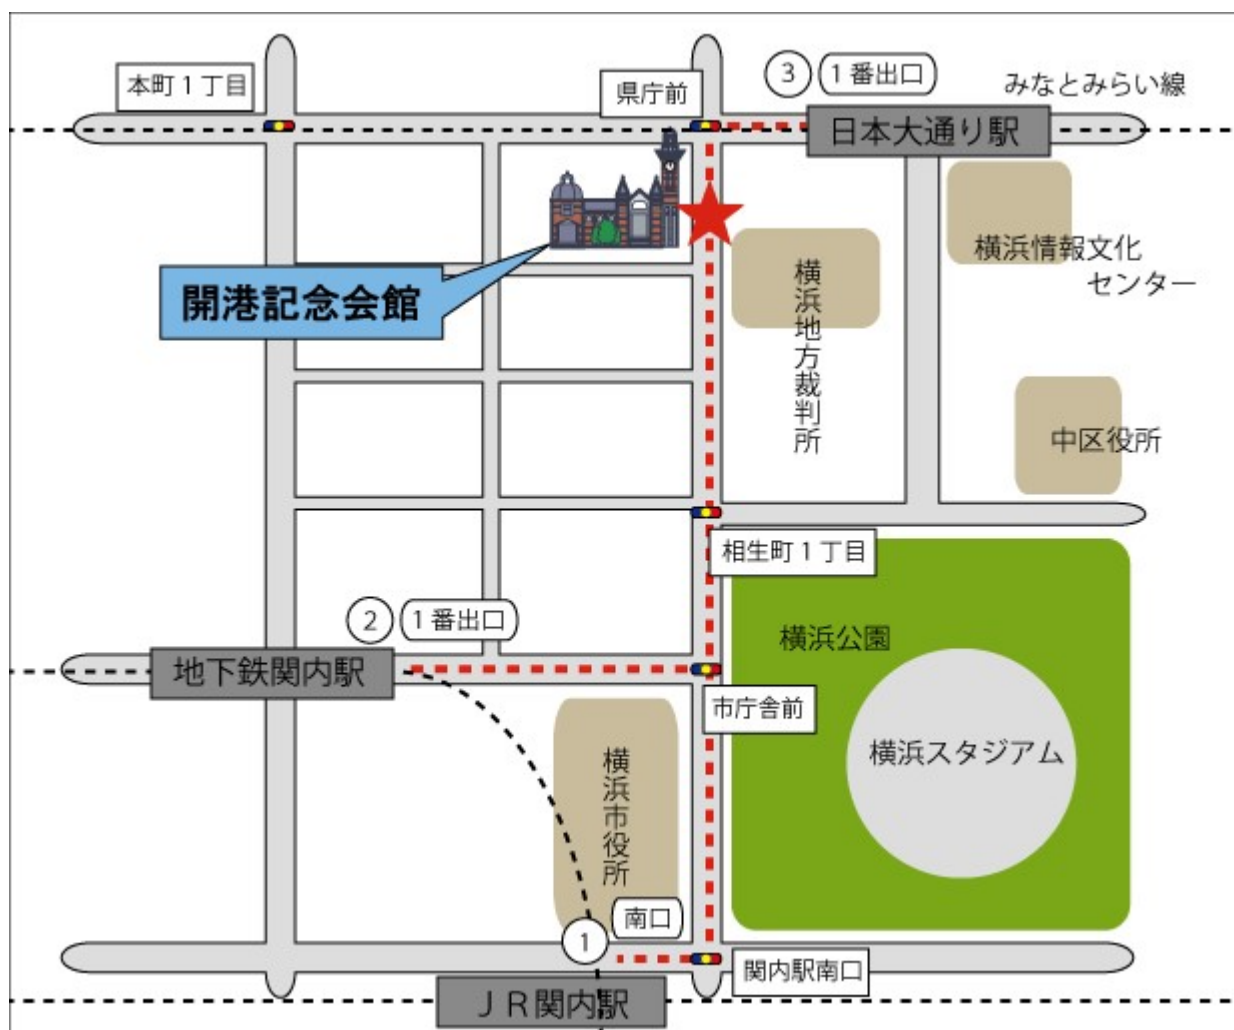 ③ 1番出口
みなとみらい線
本町1丁目
県庁前
日本大通り駅
横浜情報文化
センター
開港記念会館
横浜地方裁判所
中区役所
相生町1丁目
② 1番出口
横浜公園
地下鉄関内駅
市庁舎前
横浜スタジアム
横浜市役所
南口
①
関内駅南口
JR関内駅